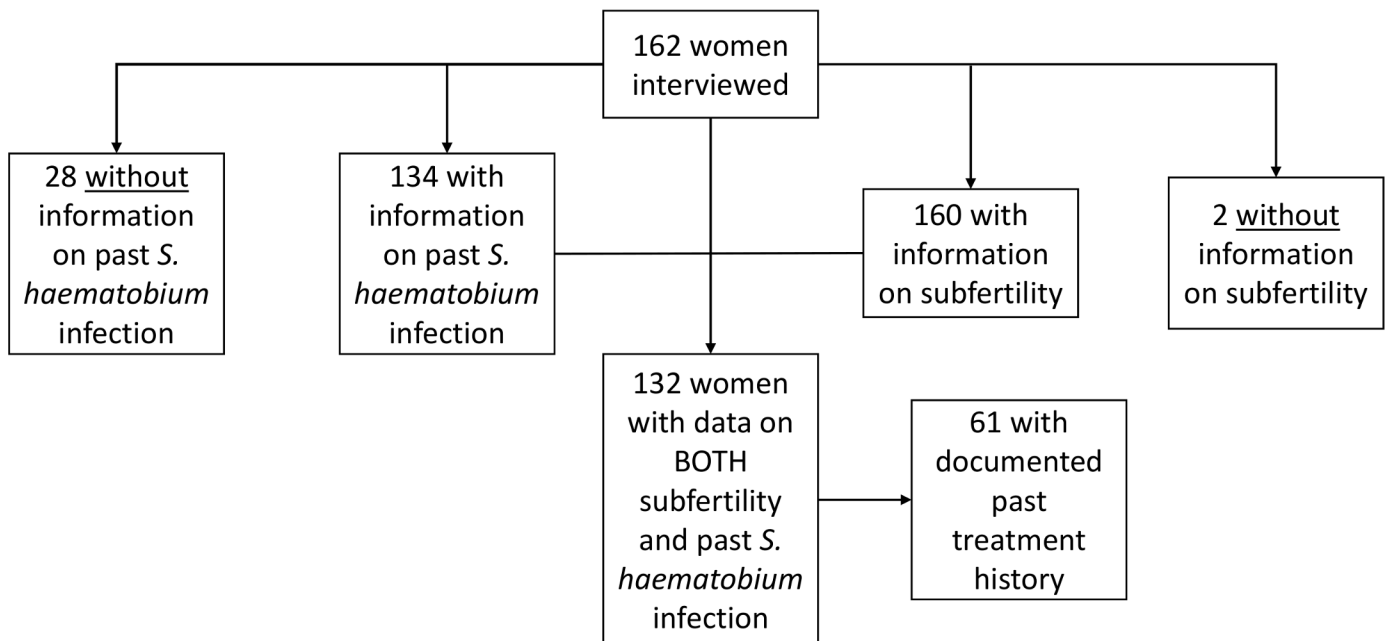 162 women
interviewed
28 without
information
on past S.
haematobium
infection
134 with
information
on past S.
haematobium
infection
160 with
information
on subfertility
2 without
information
on subfertility
132 women
with data on
BOTH
subfertility
and past S.
haematobium
infection
61 with
documented
past
treatment
history